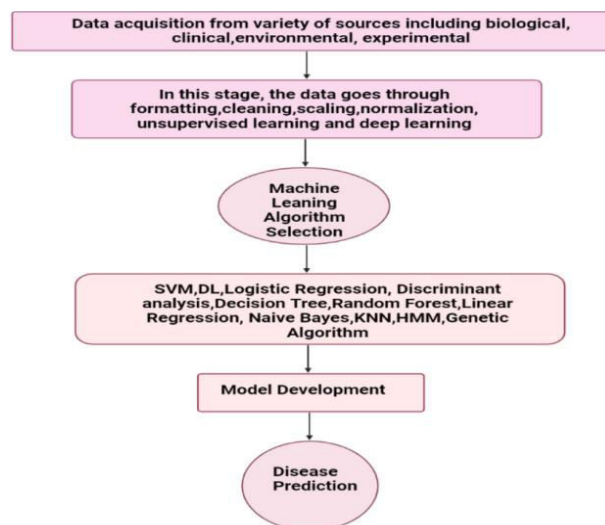 Data acquisition from variety of sources including biological,
clinical,environmental, experimental
In this stage, the data goes through
formatting,cleaning,scaling,normalization,
unsupervised learning and deep learning
Machine
Leaning
Algorithm
Selection
SVM,DL,Logistic Regression, Discriminant
analysis,Decision Tree,Random Forest,Linear
Regression, Naive Bayes,KNN,HMM,Genetic
Algorithm
Model Development
Disease
Prediction